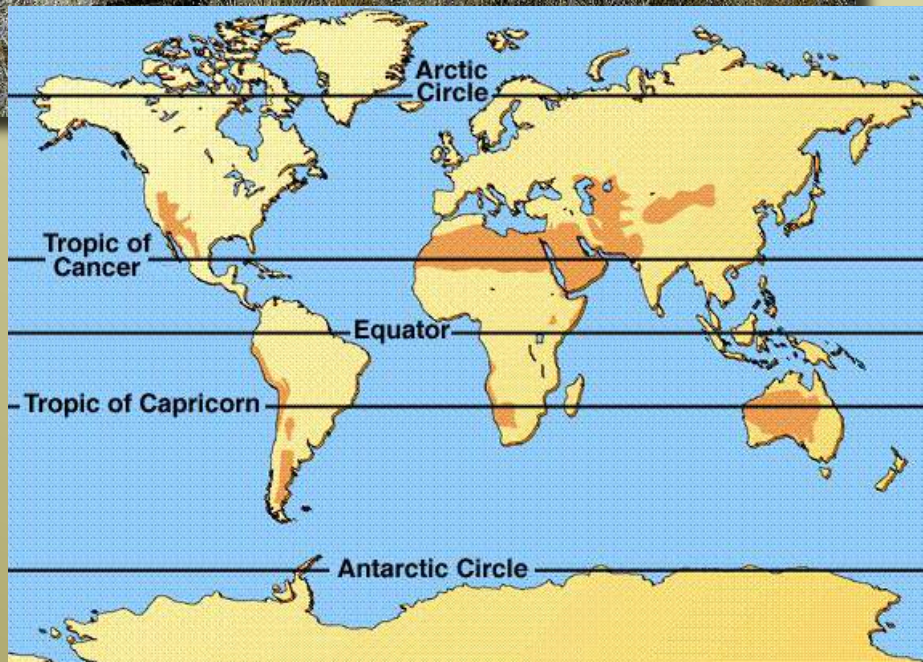 Arctic
Circle
Tropic of
Cancer
Equator
Tropic of Capricorn
Antarctic Circle